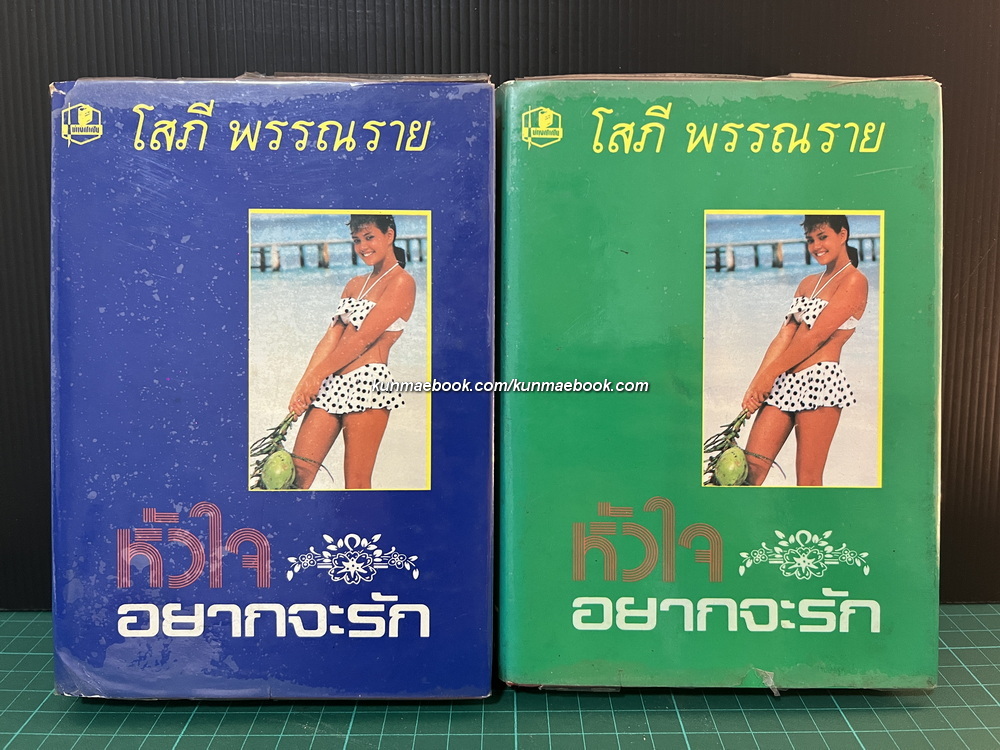 โสภี พรรณราย
หัวใจ
อยากจะรัก
โสภี พรรณราย
หัวใจ
อยากจะรัก
kunmaebook.com/kunmaebook.com